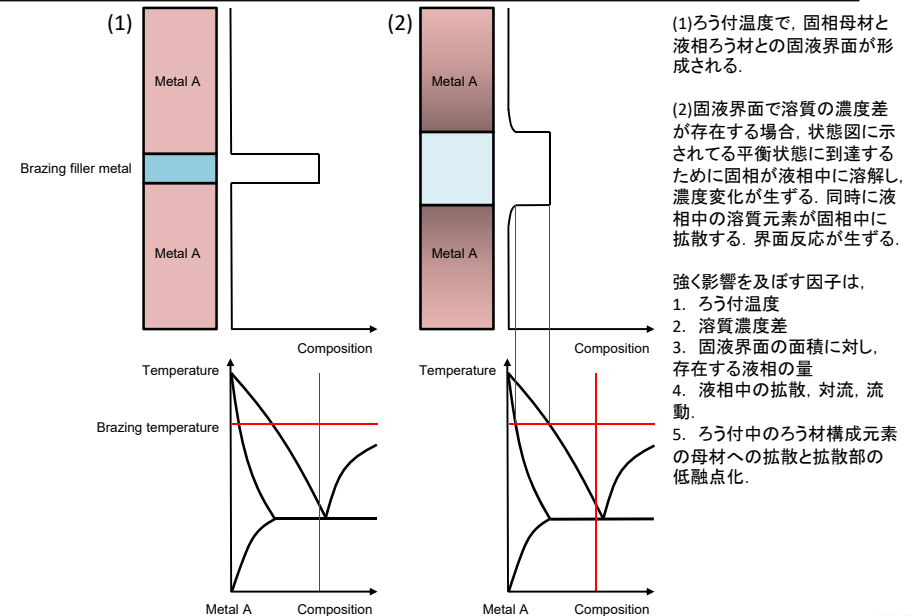 (1)
Metal A
Brazing filler metal
Metal A
Composition
Temperature
Brazing temperature
Metal A
Composition
(2)
Metal A
Metal A
Composition
Temperature
Metal A
Composition
(1)ろう付温度で，固相母材と
液相ろう材との固液界面が形
成される．
(2)固液界面で溶質の濃度差
が存在する場合，状態図に示
されてる平衡状態に到達する
ために固相が液相中に溶解し，
濃度変化が生ずる．同時に液
相中の溶質元素が固相中に
拡散する．界面反応が生ずる．
強く影響を及ぼす因子は，
1. ろう付温度
2. 溶質濃度差
3. 固液界面の面積に対し，
存在する液相の量
4. 液相中の拡散，対流，流
動．
5. ろう付中のろう材構成元素
の母材への拡散と拡散部の
低融点化．